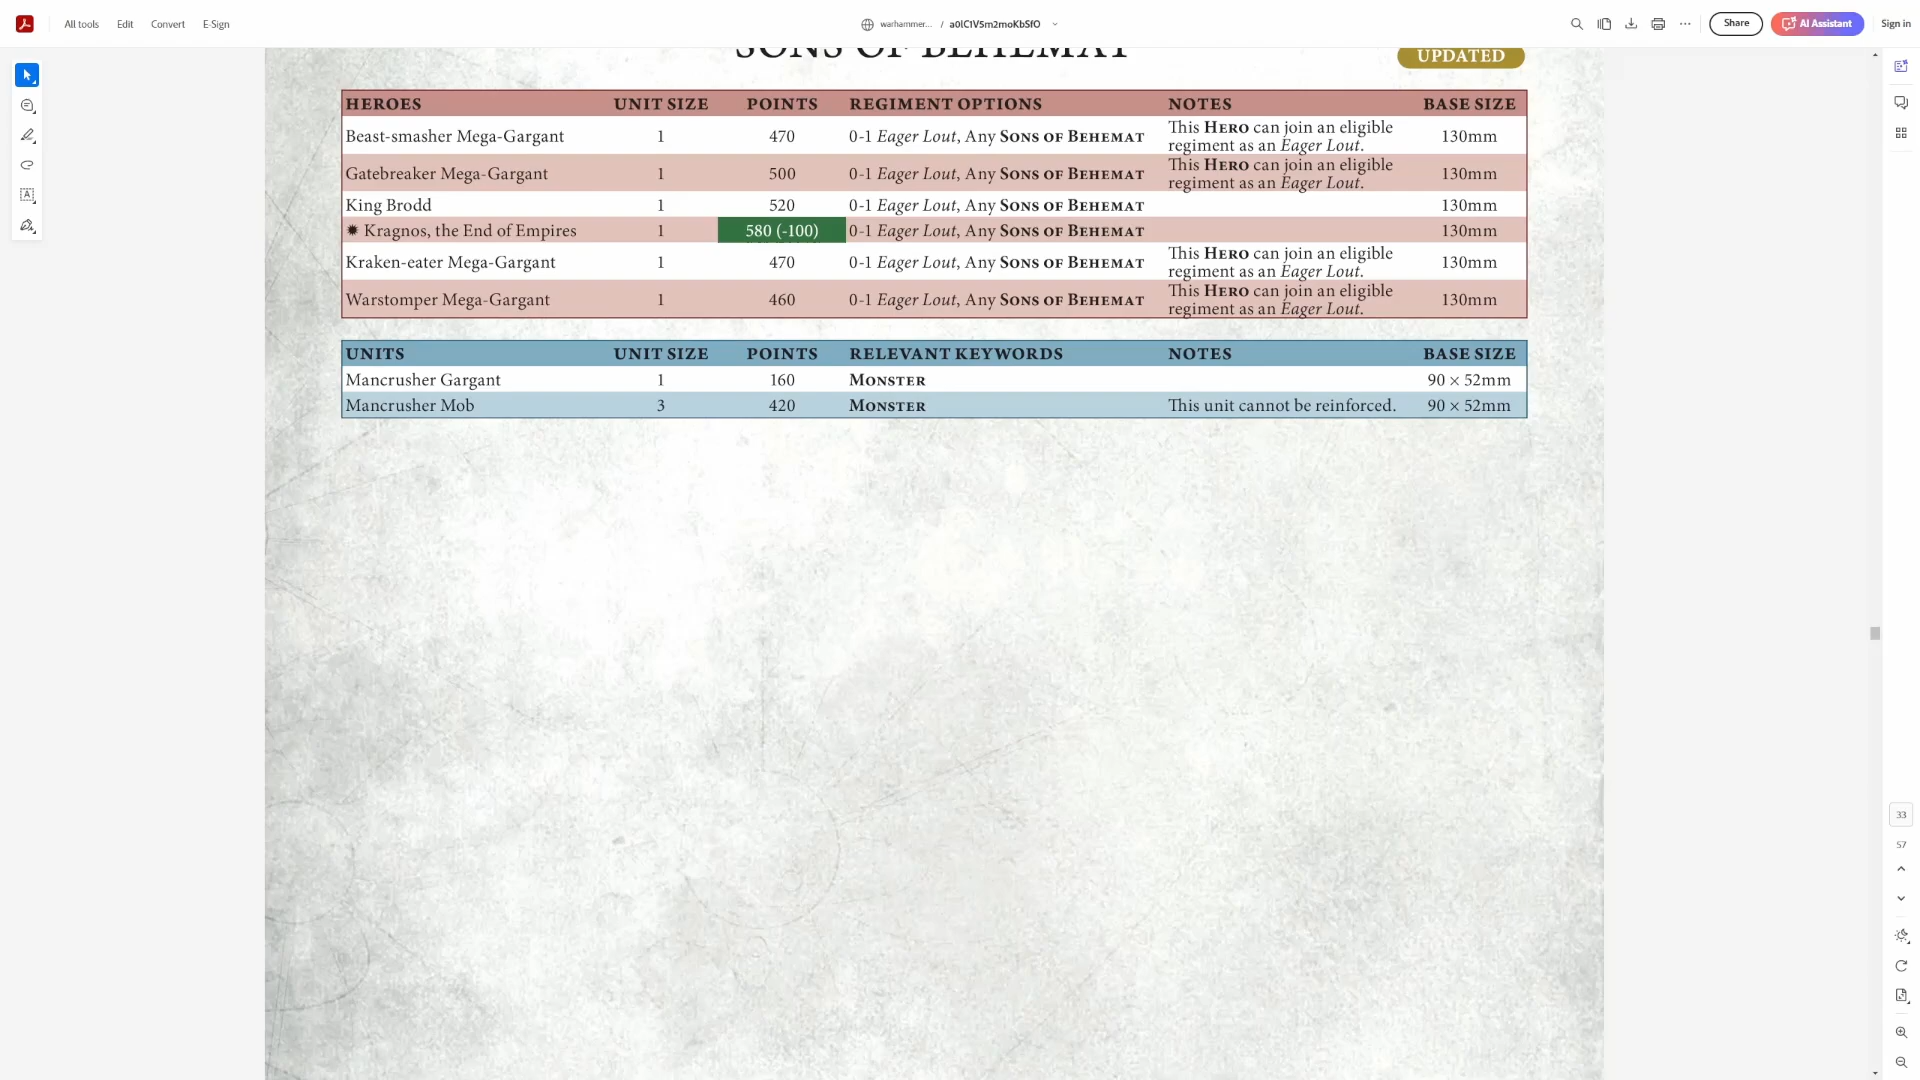 All tools Edit Convert E-Sign warhammer... / a0lC1V5m2moKbSfO Share AI Assistant Sign in
SONS OF BEHEMAT
UPDATED
HEROES UNIT SIZE POINTS REGIMENT OPTIONS NOTES BASE SIZE
Beast-smasher Mega-Gargant 1 470 0-1 Eager Lout, Any SONS OF BEHEMAT This HERO can join an eligible regiment as an Eager Lout. 130mm
Gatebreaker Mega-Gargant 1 500 0-1 Eager Lout, Any SONS OF BEHEMAT This HERO can join an eligible regiment as an Eager Lout. 130mm
King Brodd 1 520 0-1 Eager Lout, Any SONS OF BEHEMAT 130mm
✹ Kragnos, the End of Empires 1 580 (-100) 0-1 Eager Lout, Any SONS OF BEHEMAT 130mm
Kraken-eater Mega-Gargant 1 470 0-1 Eager Lout, Any SONS OF BEHEMAT This HERO can join an eligible regiment as an Eager Lout. 130mm
Warstomper Mega-Gargant 1 460 0-1 Eager Lout, Any SONS OF BEHEMAT This HERO can join an eligible regiment as an Eager Lout. 130mm
UNITS UNIT SIZE POINTS RELEVANT KEYWORDS NOTES BASE SIZE
Mancrusher Gargant 1 160 MONSTER 90 × 52mm
Mancrusher Mob 3 420 MONSTER This unit cannot be reinforced. 90 × 52mm
33
57